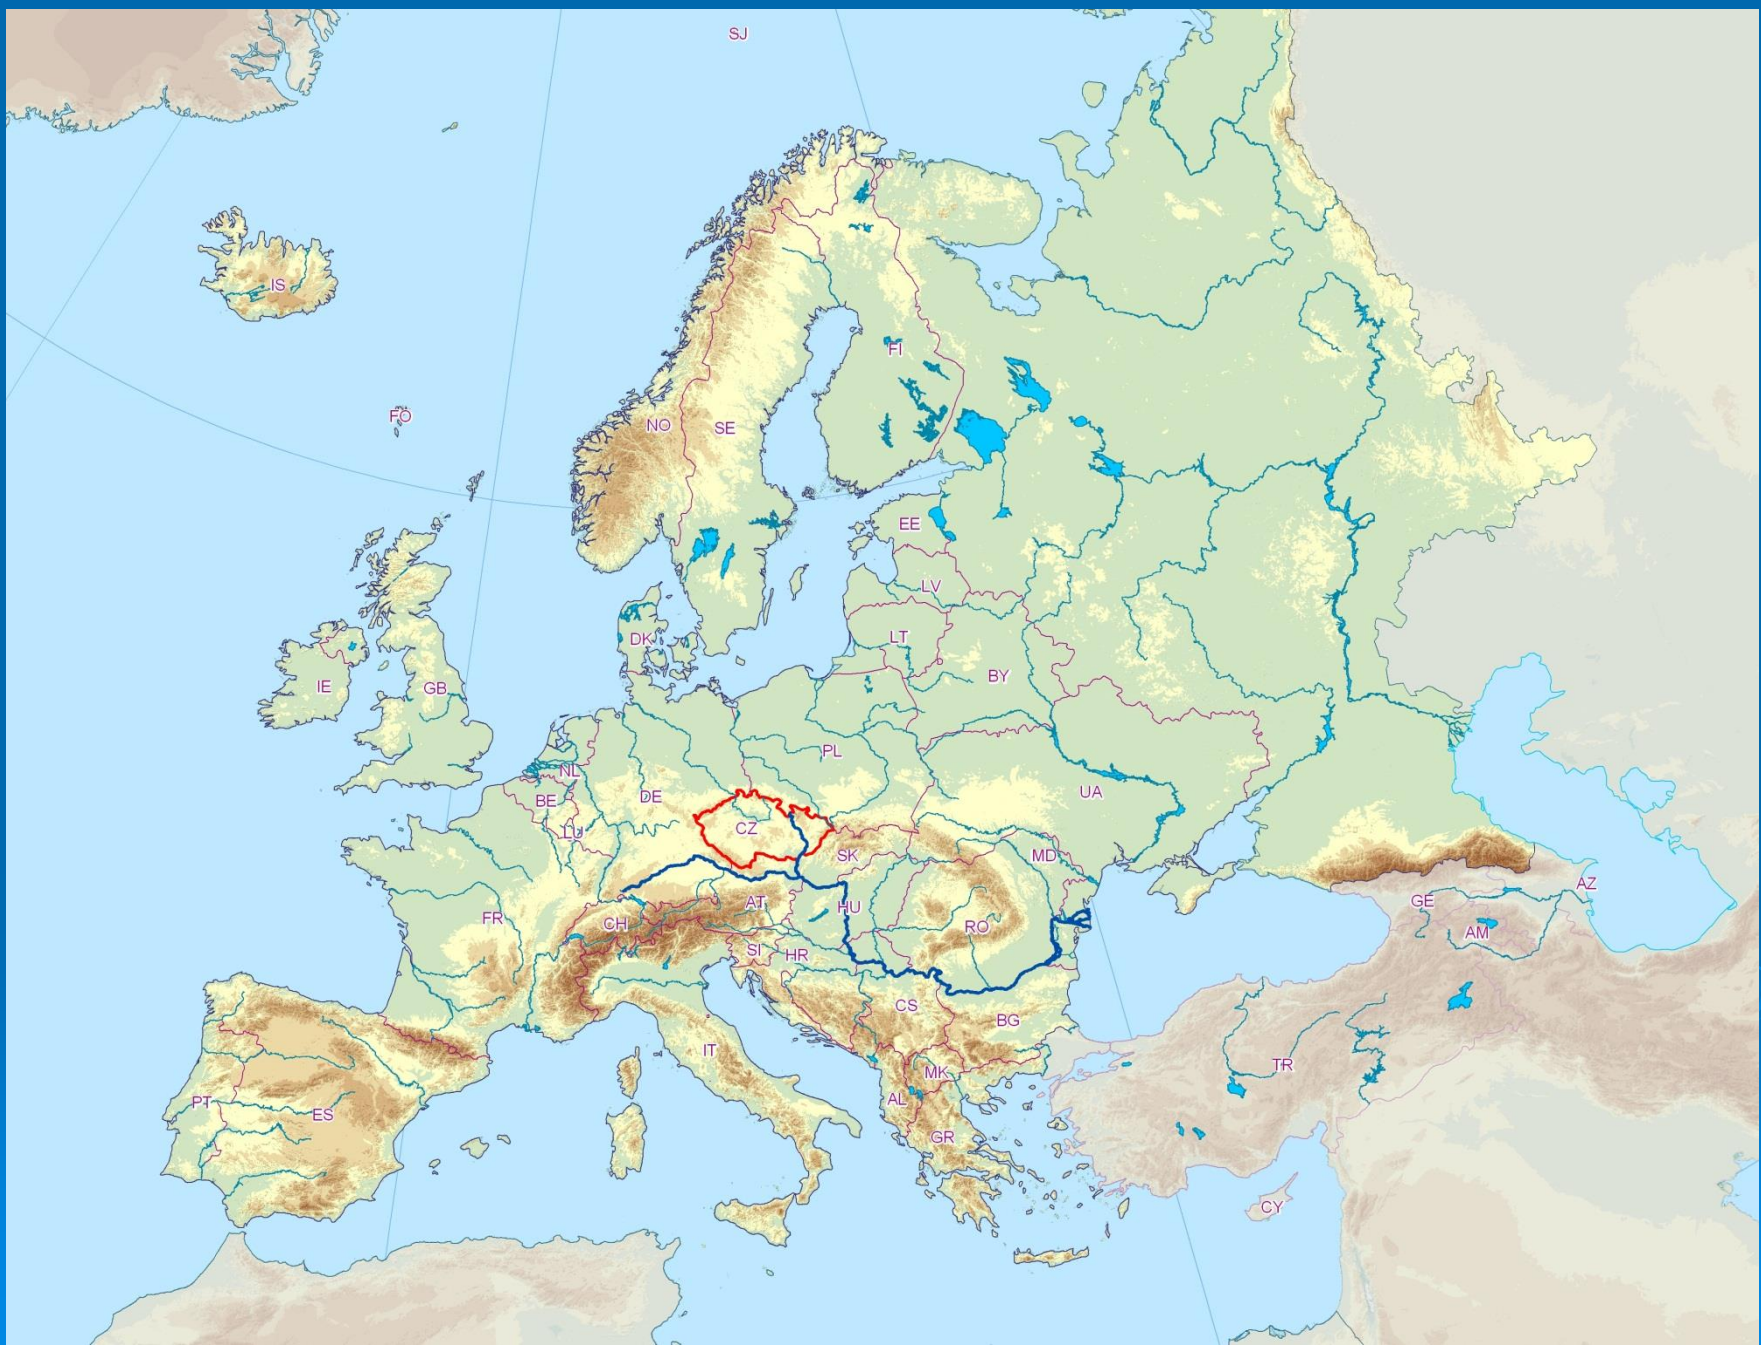 SJ
IS
FO
NO
SE
FI
EE
LV
LT
DK
IE
GB
BY
NL
PL
BE
DE
UA
LU
CZ
SK
MD
FR
CH
AT
HU
RO
SI
HR
GE
AZ
AM
CS
BG
IT
MK
TR
PT
ES
AL
GR
CY